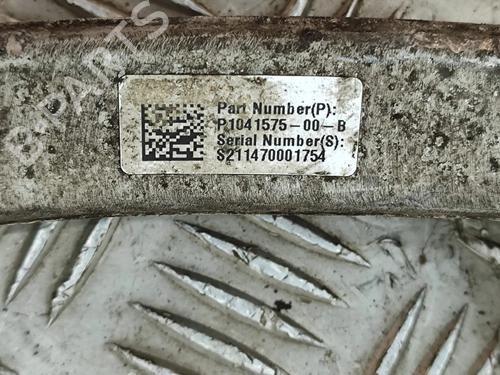 Part Number(P):
P1041575-00-B
Serial Number(S):
S211470001754